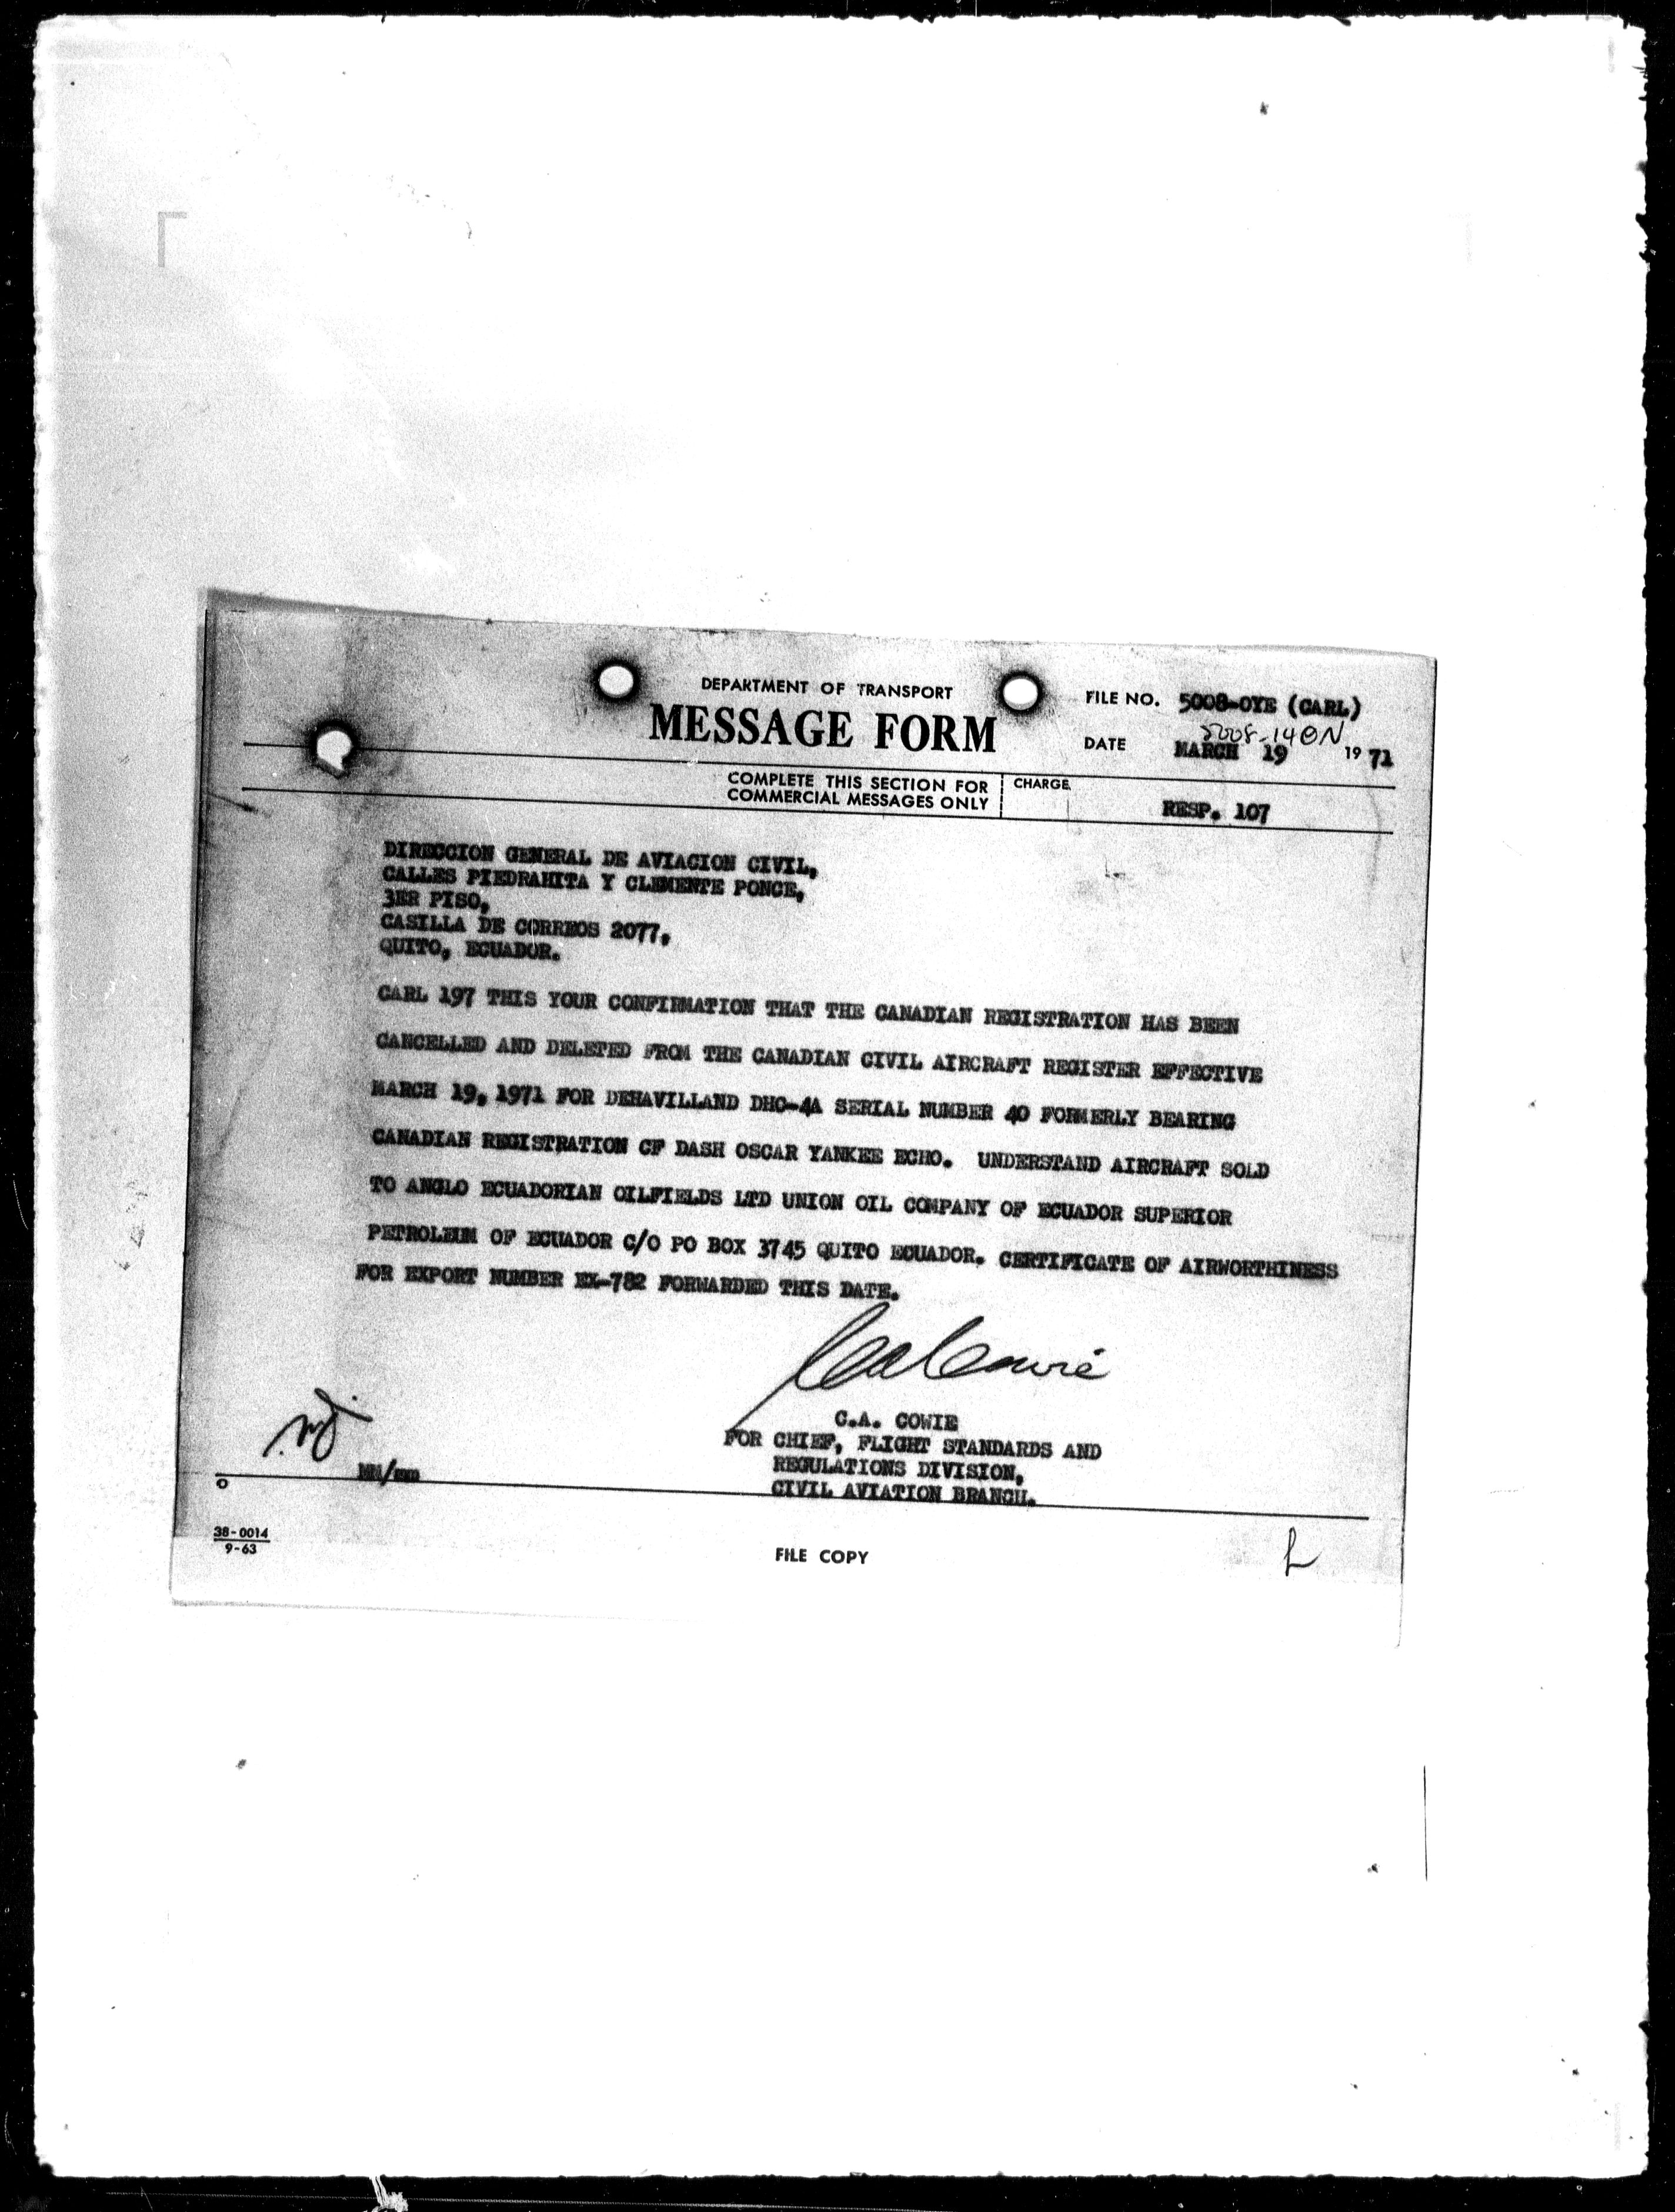 DEPARTMENT OF TRANSPORT
MESSAGE FORM
FILE NO. 5008-OYE (CARL)
5008-140N
DATE MARCH 19 1971
COMPLETE THIS SECTION FOR
COMMERCIAL MESSAGES ONLY
CHARGE
RESP. 107
DIRECCION GENERAL DE AVIACION CIVIL,
CALLES PIEDRAHITA Y CLEMENTE PONCE,
3ER PISO,
CASILLA DE CORREOS 2077,
QUITO, ECUADOR.
CARL 197 THIS YOUR CONFIRMATION THAT THE CANADIAN REGISTRATION HAS BEEN
CANCELLED AND DELETED FROM THE CANADIAN CIVIL AIRCRAFT REGISTER EFFECTIVE
MARCH 19, 1971 FOR DEHAVILLAND DHC-4A SERIAL NUMBER 40 FORMERLY BEARING
CANADIAN REGISTRATION CF DASH OSCAR YANKEE ECHO. UNDERSTAND AIRCRAFT SOLD
TO ANGLO ECUADORIAN OILFIELDS LTD UNION OIL COMPANY OF ECUADOR SUPERIOR
PETROLEUM OF ECUADOR C/O PO BOX 3745 QUITO ECUADOR. CERTIFICATE OF AIRWORTHINESS
FOR EXPORT NUMBER EX-782 FORWARDED THIS DATE.
C.A. COWIE
FOR CHIEF, FLIGHT STANDARDS AND
REGULATIONS DIVISION,
CIVIL AVIATION BRANCH.
38-0014
9-63
FILE COPY